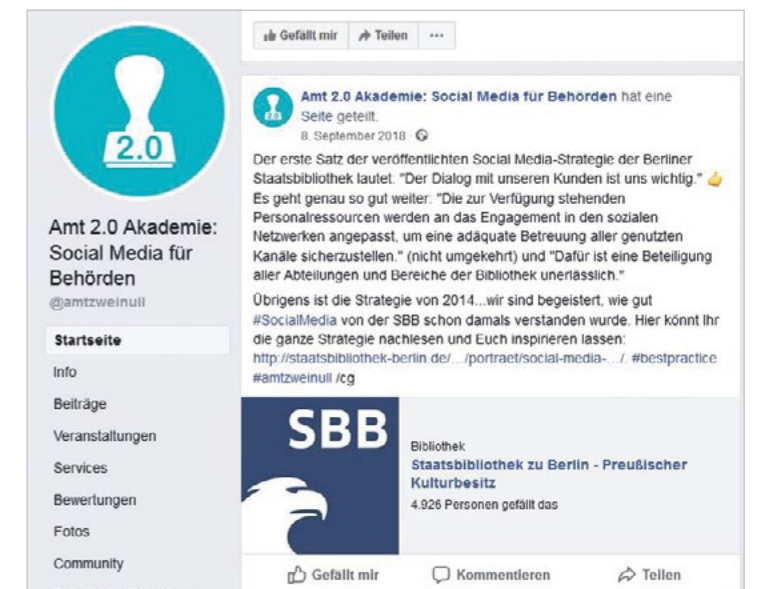 2.0
Amt 2.0 Akademie:
Social Media für
Behörden
@amtzweinull
Startseite
Info
Beiträge
Veranstaltungen
Services
Bewertungen
Fotos
Community
Gefällt mir
Teilen
2.0
Amt 2.0 Akademie: Social Media für Behörden hat eine
Seite geteilt.
8. September 2018
Der erste Satz der veröffentlichten Social Media-Strategie der Berliner
Staatsbibliothek lautet: "Der Dialog mit unseren Kunden ist uns wichtig." 👍
Es geht genau so gut weiter: "Die zur Verfügung stehenden
Personalressourcen werden an das Engagement in den sozialen
Netzwerken angepasst, um eine adäquate Betreuung aller genutzten
Kanäle sicherzustellen." (nicht umgekehrt) und "Dafür ist eine Beteiligung
aller Abteilungen und Bereiche der Bibliothek unerlässlich."
Übrigens ist die Strategie von 2014...wir sind begeistert, wie gut
#SocialMedia von der SBB schon damals verstanden wurde. Hier könnt Ihr
die ganze Strategie nachlesen und Euch inspirieren lassen:
http://staatsbibliothek-berlin.de/.../portraet/social-media-.../. #bestpractice
#amtzweinull /cg
SBB
Bibliothek
Staatsbibliothek zu Berlin - Preußischer
Kulturbesitz
4.926 Personen gefällt das
Gefällt mir
Kommentieren
Teilen